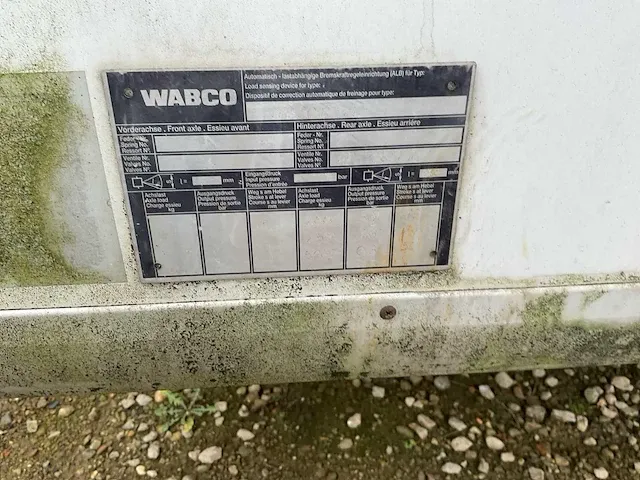 WABCO
Automatisch - lastabhängige Bremskraftregeleinrichtung (ALB) für Typ:
Load sensing device for type:
Dispositif de correction automatique de freinage pour type:
Vorderachse . Front axle . Essieu avant
Hinterachse . Rear axle . Essieu arrière
Feder-Nr.
Spring No.
Ressort N°.
Feder-Nr.
Spring No.
Ressort N°.
Ventile Nr.
Valves No.
Valves N°.
Ventile Nr.
Valves No.
Valves N°.
l = mm
Eingangsdruck
Input pressure
Pression d'entrée
bar
l = mm
Achslast
Axle load
Charge essieu
kg
Ausgangsdruck
Output pressure
Pression de sortie
bar
Weg s am Hebel
Stroke s at lever
Course s au levier
mm
Achslast
Axle load
Charge essieu
kg
Ausgangsdruck
Output pressure
Pression de sortie
bar
Weg s am Hebel
Stroke s at lever
Course s au levier
mm